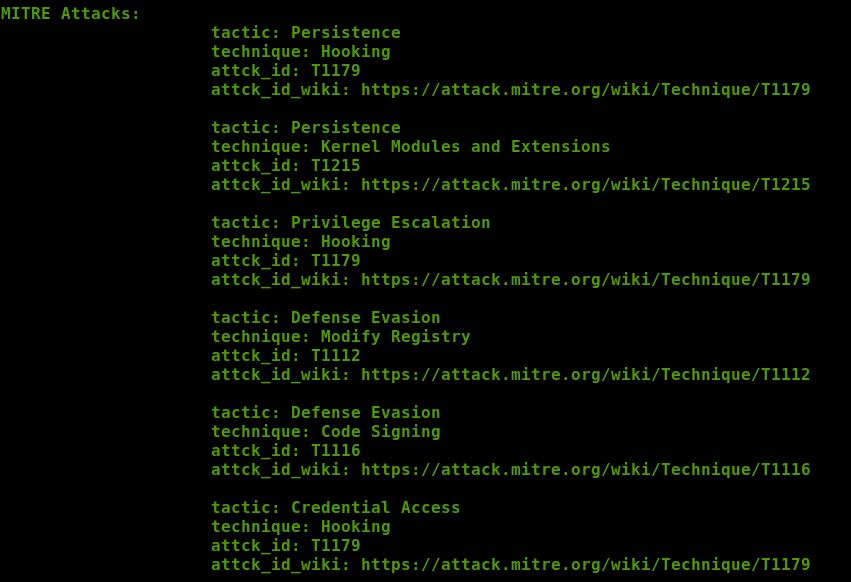 MITRE Attacks:
tactic: Persistence
technique: Hooking
attck_id: T1179
attck_id_wiki: https://attack.mitre.org/wiki/Technique/T1179
tactic: Persistence
technique: Kernel Modules and Extensions
attck_id: T1215
attck_id_wiki: https://attack.mitre.org/wiki/Technique/T1215
tactic: Privilege Escalation
technique: Hooking
attck_id: T1179
attck_id_wiki: https://attack.mitre.org/wiki/Technique/T1179
tactic: Defense Evasion
technique: Modify Registry
attck_id: T1112
attck_id_wiki: https://attack.mitre.org/wiki/Technique/T1112
tactic: Defense Evasion
technique: Code Signing
attck_id: T1116
attck_id_wiki: https://attack.mitre.org/wiki/Technique/T1116
tactic: Credential Access
technique: Hooking
attck_id: T1179
attck_id_wiki: https://attack.mitre.org/wiki/Technique/T1179